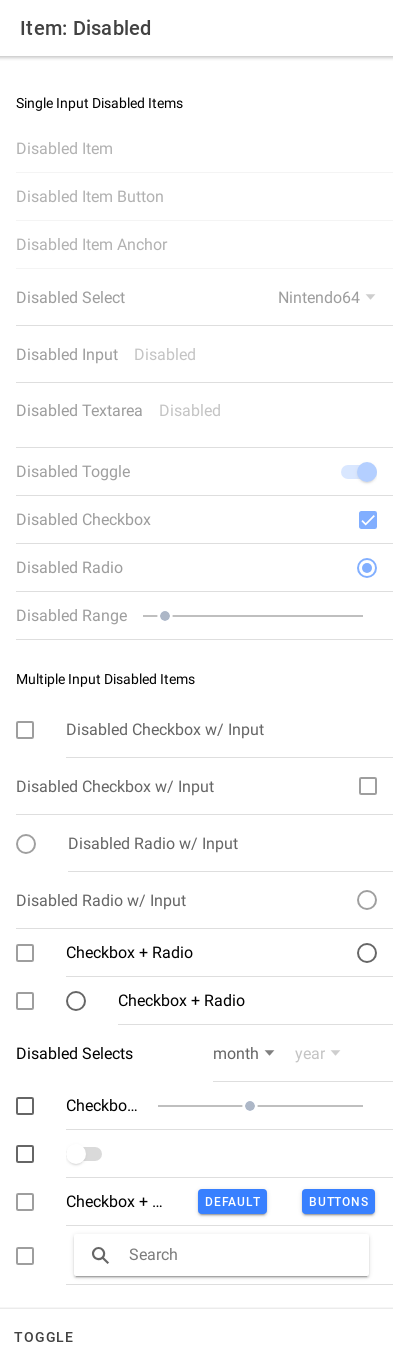 Item: Disabled
Single Input Disabled Items
Disabled Item
Disabled Item Button
Disabled Item Anchor
Disabled Select Nintendo64
Disabled Input Disabled
Disabled Textarea Disabled
Disabled Toggle
Disabled Checkbox
Disabled Radio
Disabled Range
Multiple Input Disabled Items
Disabled Checkbox w/ Input
Disabled Checkbox w/ Input
Disabled Radio w/ Input
Disabled Radio w/ Input
Checkbox + Radio
Checkbox + Radio
Disabled Selects month year
Checkbo...
Checkbox + ... DEFAULT BUTTONS
Search
TOGGLE